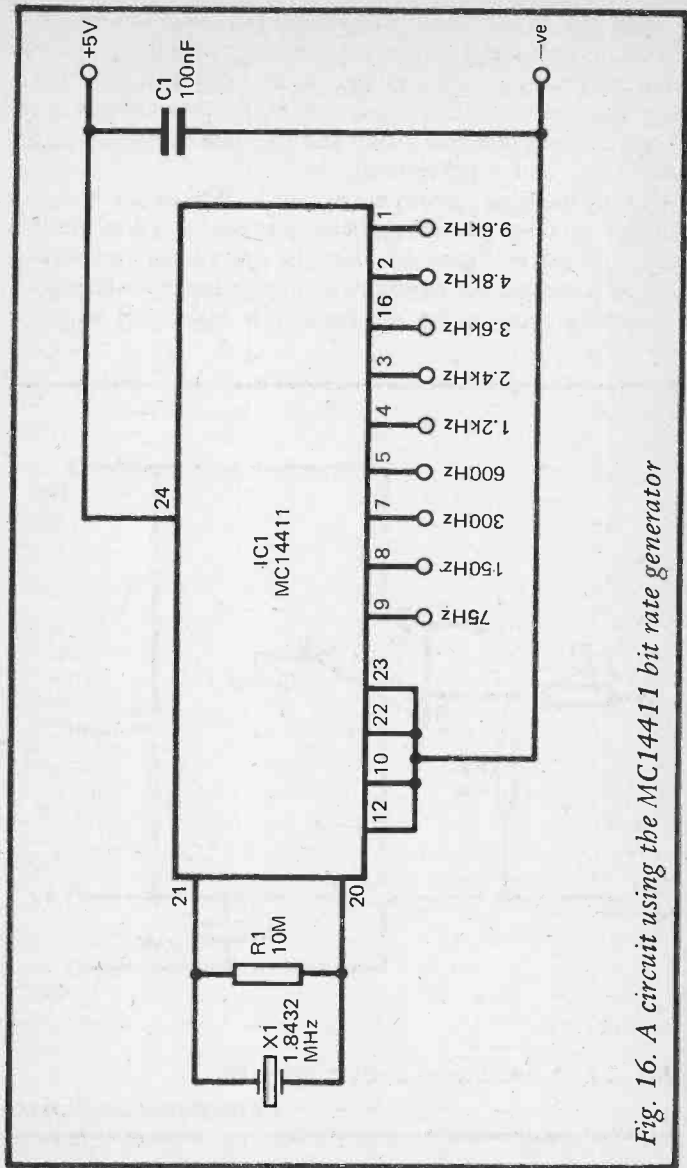 +5V
C1
100nF
24
IC1
MC14411
21
20
R1
10M
X1
1.8432
MHz
12
10
22
23
9
8
7
5
4
3
16
2
1
75Hz
150Hz
300Hz
600Hz
1.2kHz
2.4kHz
3.6kHz
4.8kHz
9.6kHz
−ve
Fig. 16. A circuit using the MC14411 bit rate generator